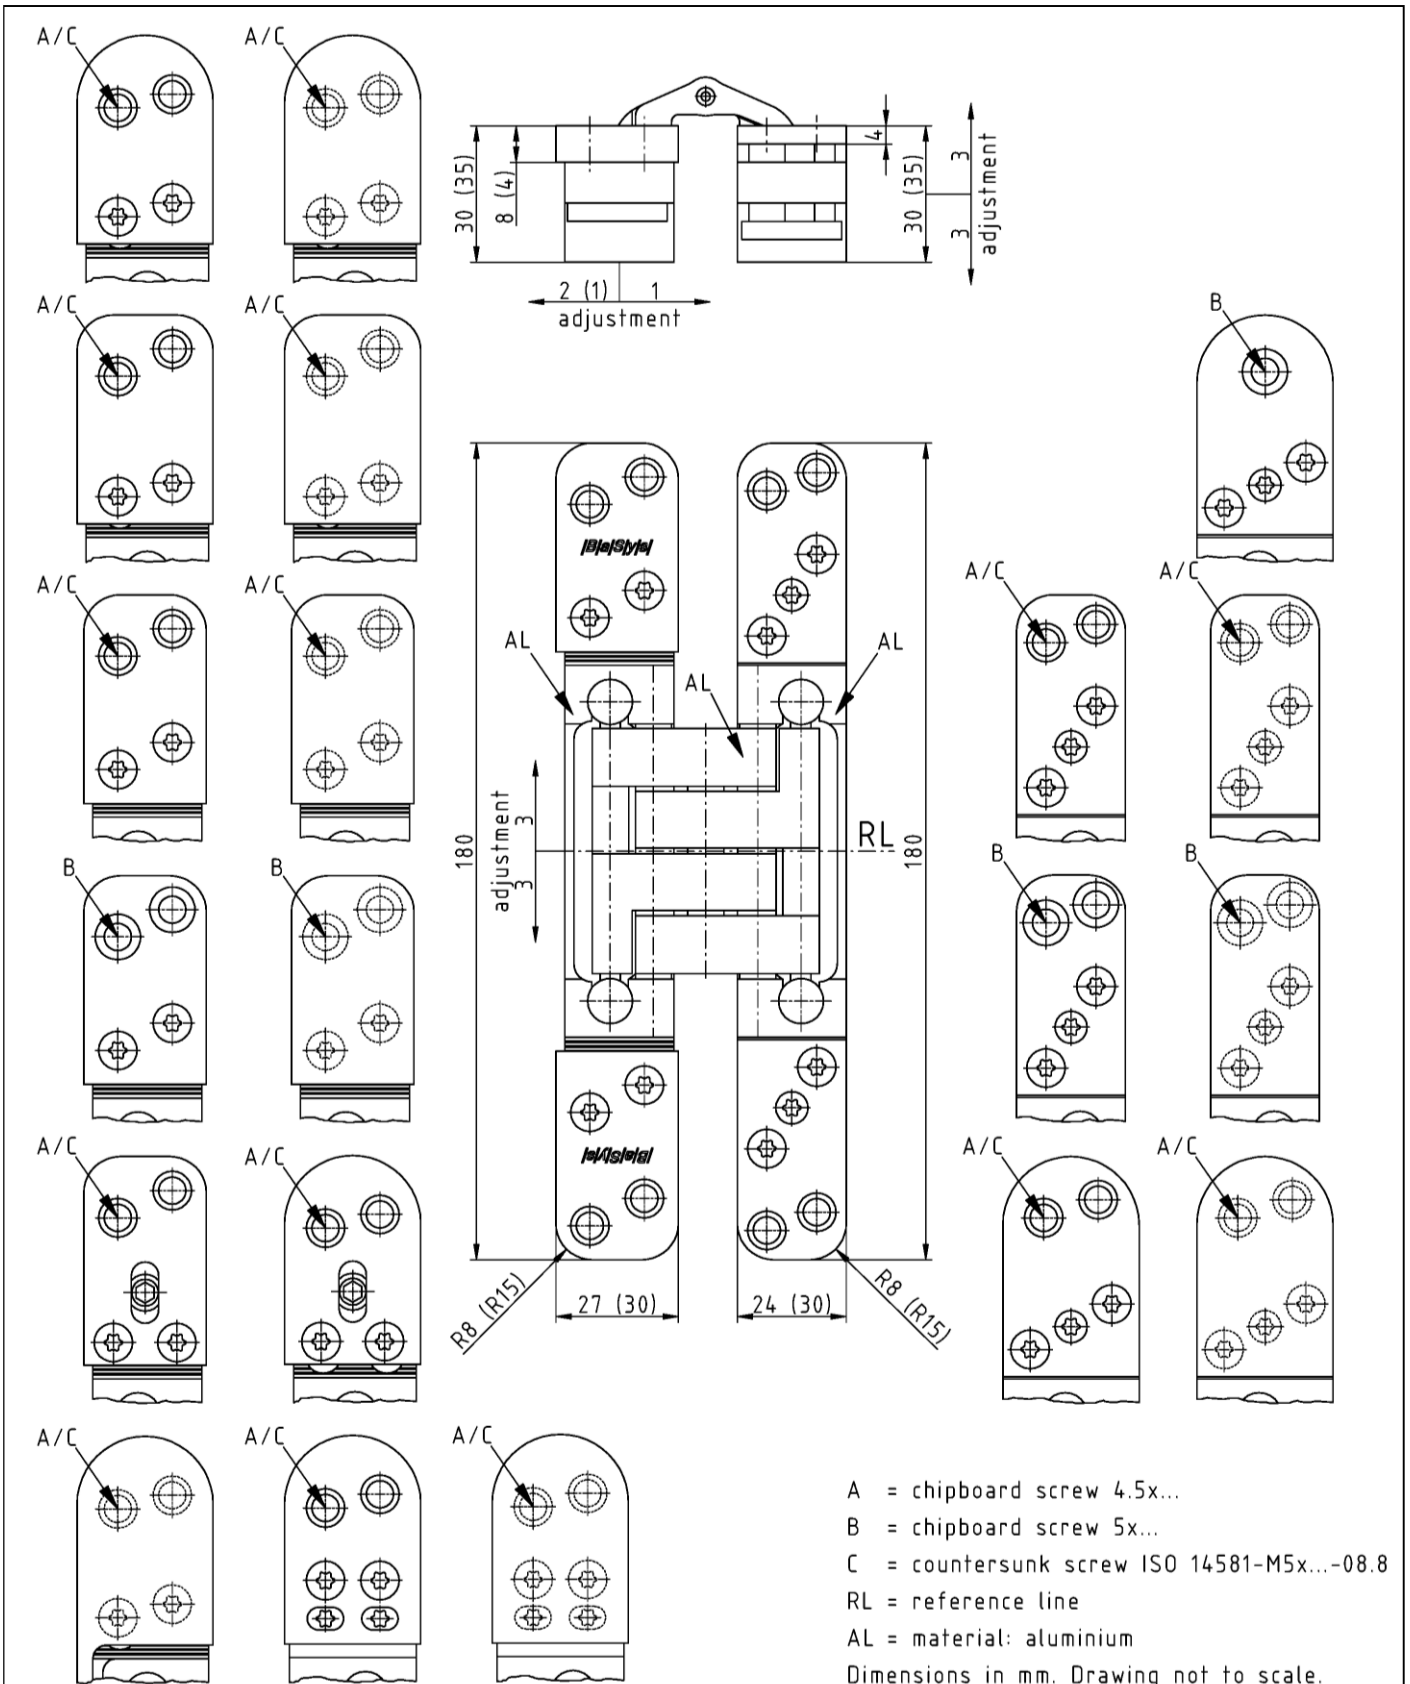 A/C
A/C
30 (35)
8 (4)
4
30 (35)
3
3
adjustment
2 (1)
1
adjustment
A/C
A/C
B
|B|a|S|y|s|
A/C
A/C
AL
AL
AL
A/C
A/C
180
adjustment
3
3
RL
180
B
B
B
B
A/C
A/C
|B|a|S|y|s|
A/C
A/C
R8 (R15)
27 (30)
24 (30)
R8 (R15)
A/C
A/C
A/C
A = chipboard screw 4.5x...
B = chipboard screw 5x...
C = countersunk screw ISO 14581-M5x...-08.8
RL = reference line
AL = material: aluminium
Dimensions in mm. Drawing not to scale.